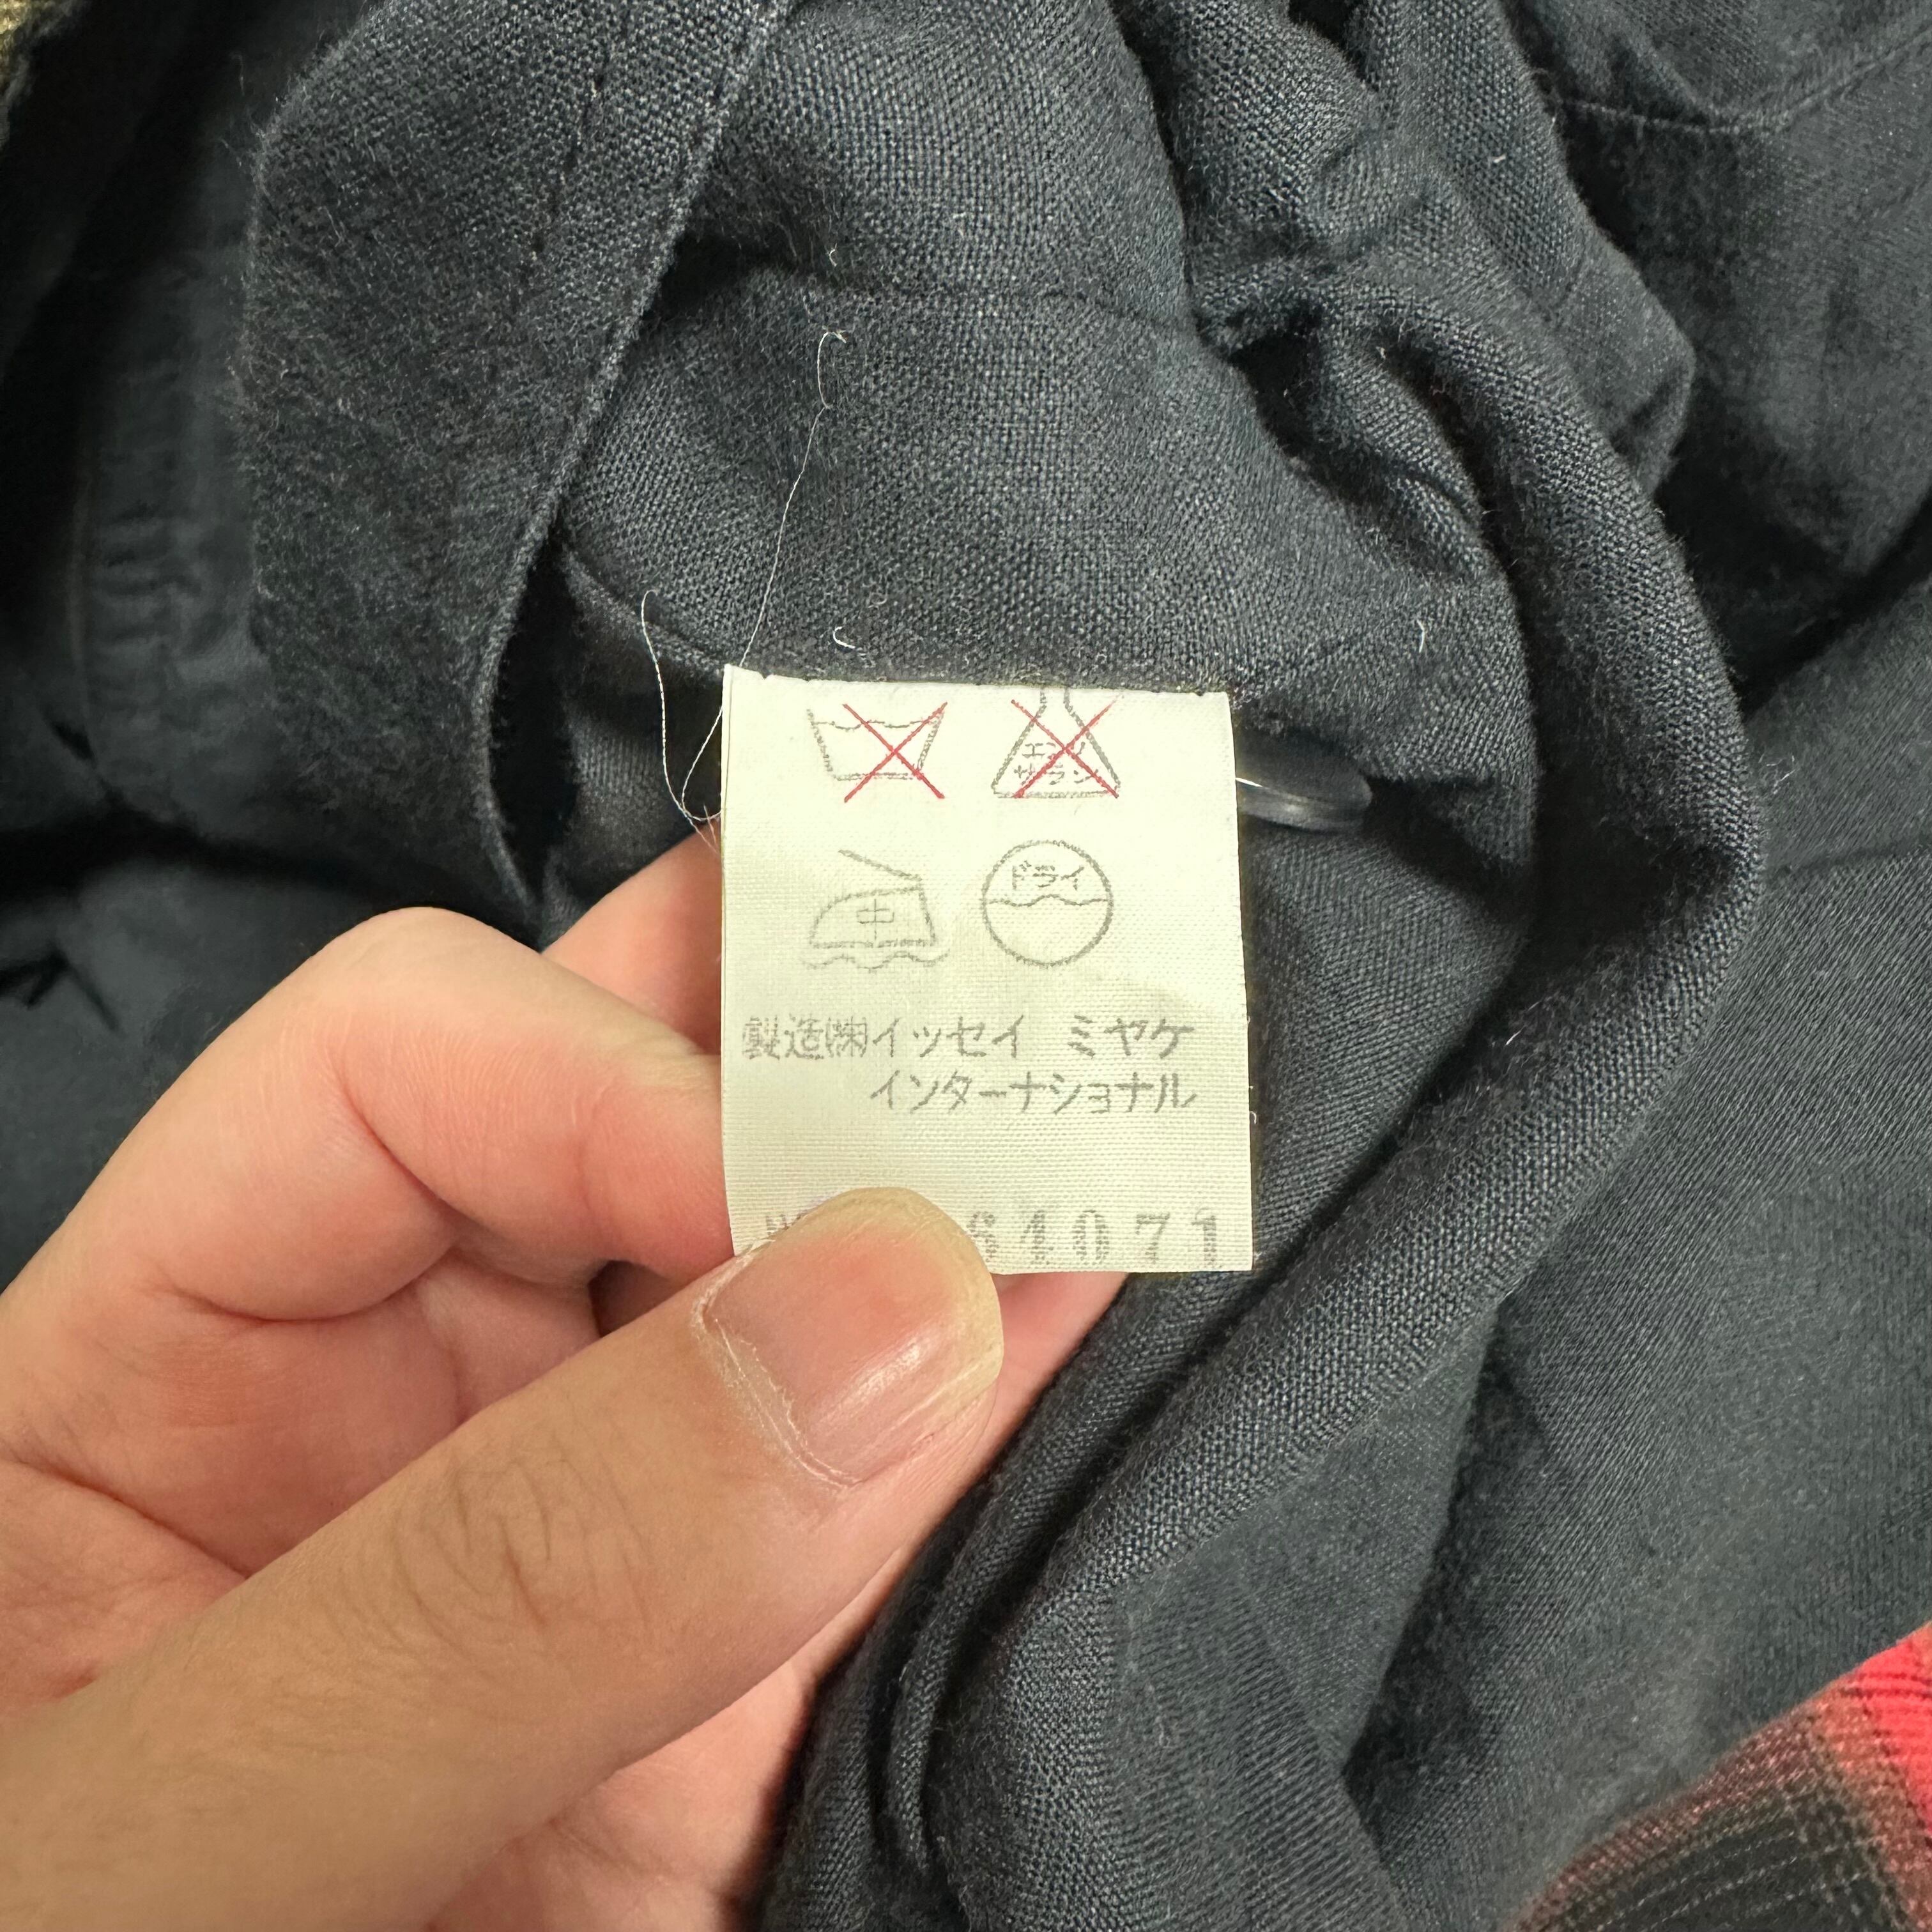 エンソ
サラシ
中
ドライ
製造㈱イッセイ ミヤケ
インターナショナル
64071